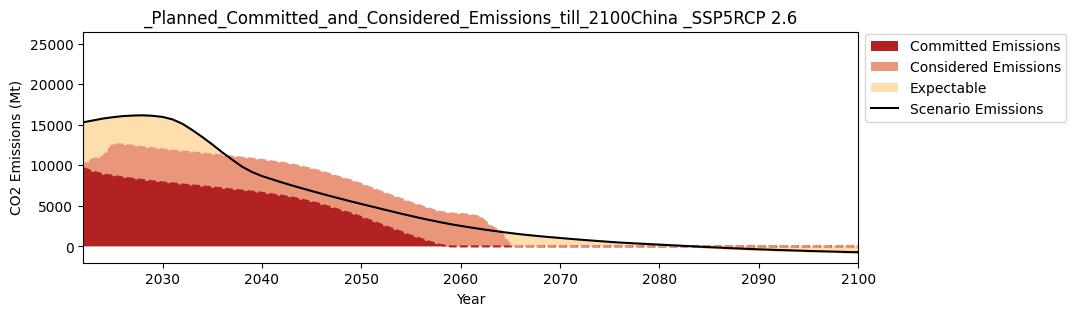 _Planned_Committed_and_Considered_Emissions_till_2100China _SSP5RCP 2.6
25000
20000
15000
10000
5000
0
CO2 Emissions (Mt)
2030 2040 2050 2060 2070 2080 2090 2100
Year
Committed Emissions
Considered Emissions
Expectable
Scenario Emissions